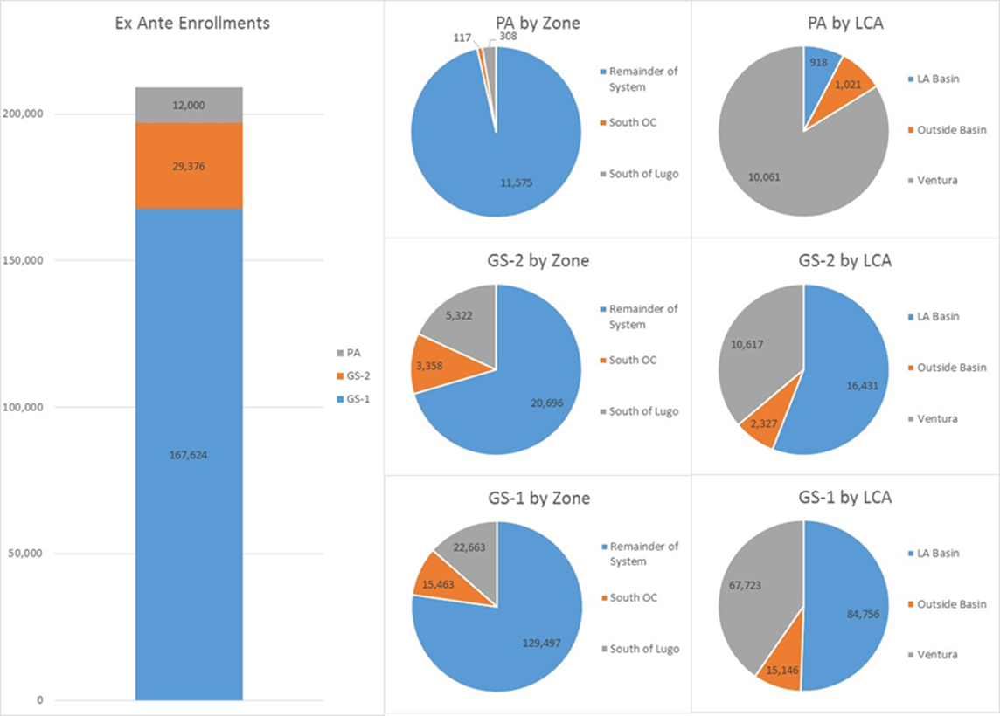 Ex Ante Enrollments
200,000
150,000
100,000
50,000
0
12,000
29,376
167,624
PA
GS-2
GS-1
PA by Zone
117
308
11,575
Remainder of
System
South OC
South of Lugo
PA by LCA
918
1,021
10,061
LA Basin
Outside Basin
Ventura
GS-2 by Zone
5,322
3,358
20,696
Remainder of
System
South OC
South of Lugo
GS-2 by LCA
10,617
16,431
2,327
LA Basin
Outside Basin
Ventura
GS-1 by Zone
22,663
15,463
129,497
Remainder of
System
South OC
South of Lugo
GS-1 by LCA
67,723
84,756
15,146
LA Basin
Outside Basin
Ventura